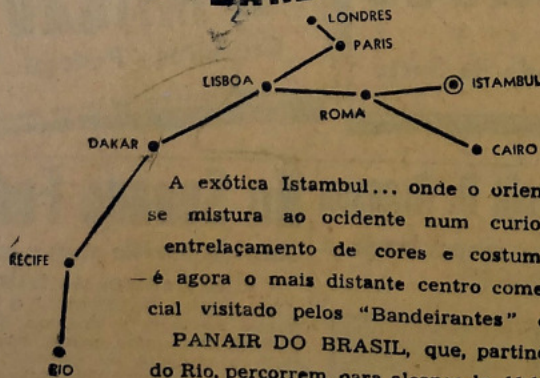 LONDRES
PARIS
LISBOA
ISTAMBUL
ROMA
DAKAR
CAIRO
A exótica Istambul... onde o orien
se mistura ao ocidente num curio
entrelaçamento de cores e costum
RECIFE
— é agora o mais distante centro come
cial visitado pelos "Bandeirantes"
PANAIR DO BRASIL, que, partin
RIO
do Rio, percorrem, para